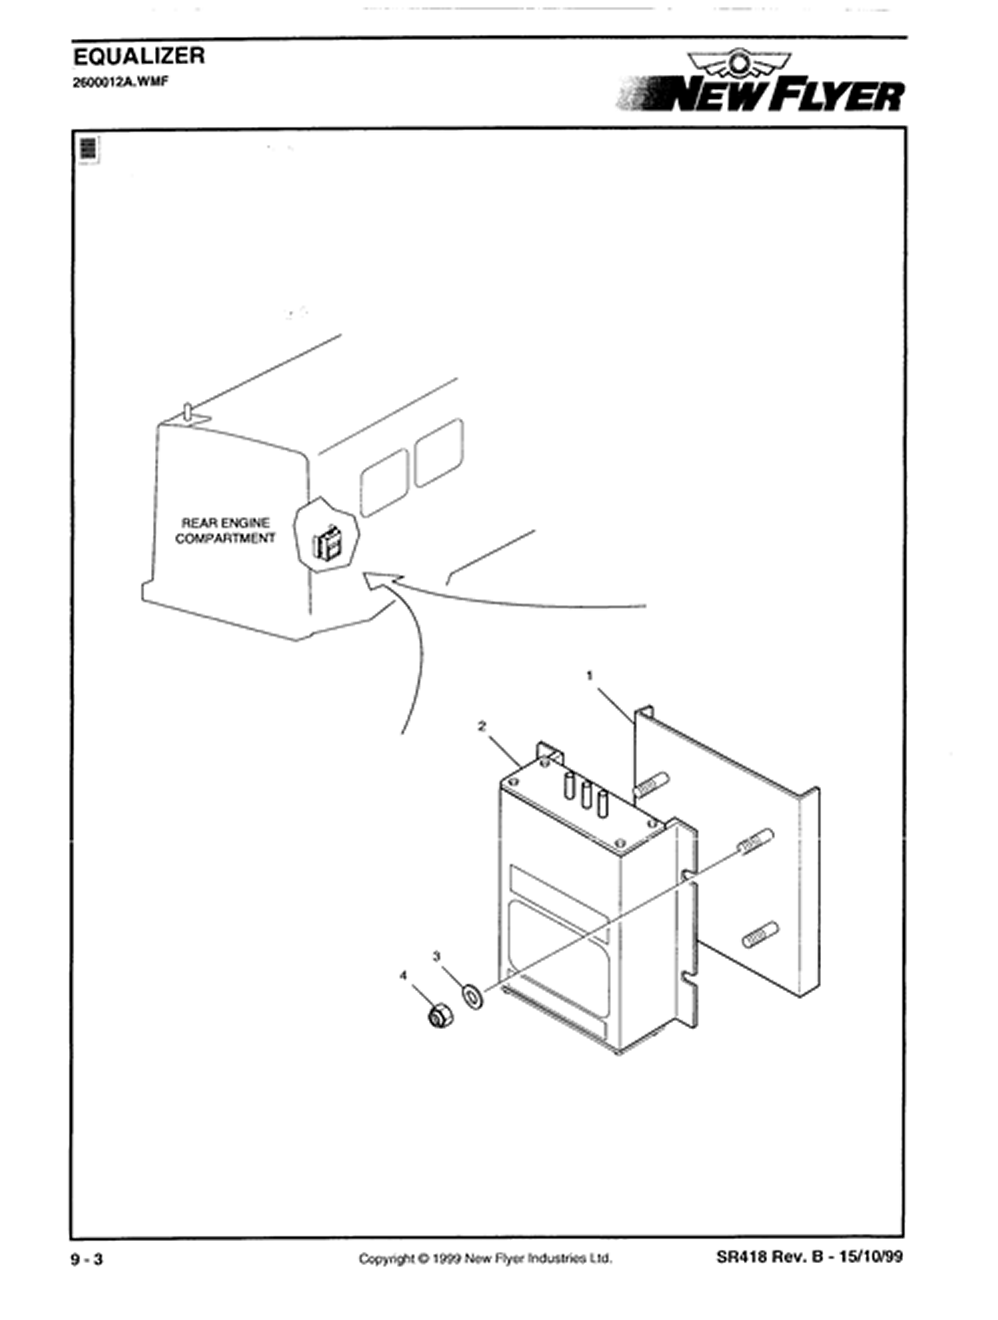 EQUALIZER
2600012A.WMF
NEW FLYER
REAR ENGINE
COMPARTMENT
1
2
3
4
9 - 3
Copyright © 1999 New Flyer Industries Ltd.
SR418 Rev. B - 15/10/99